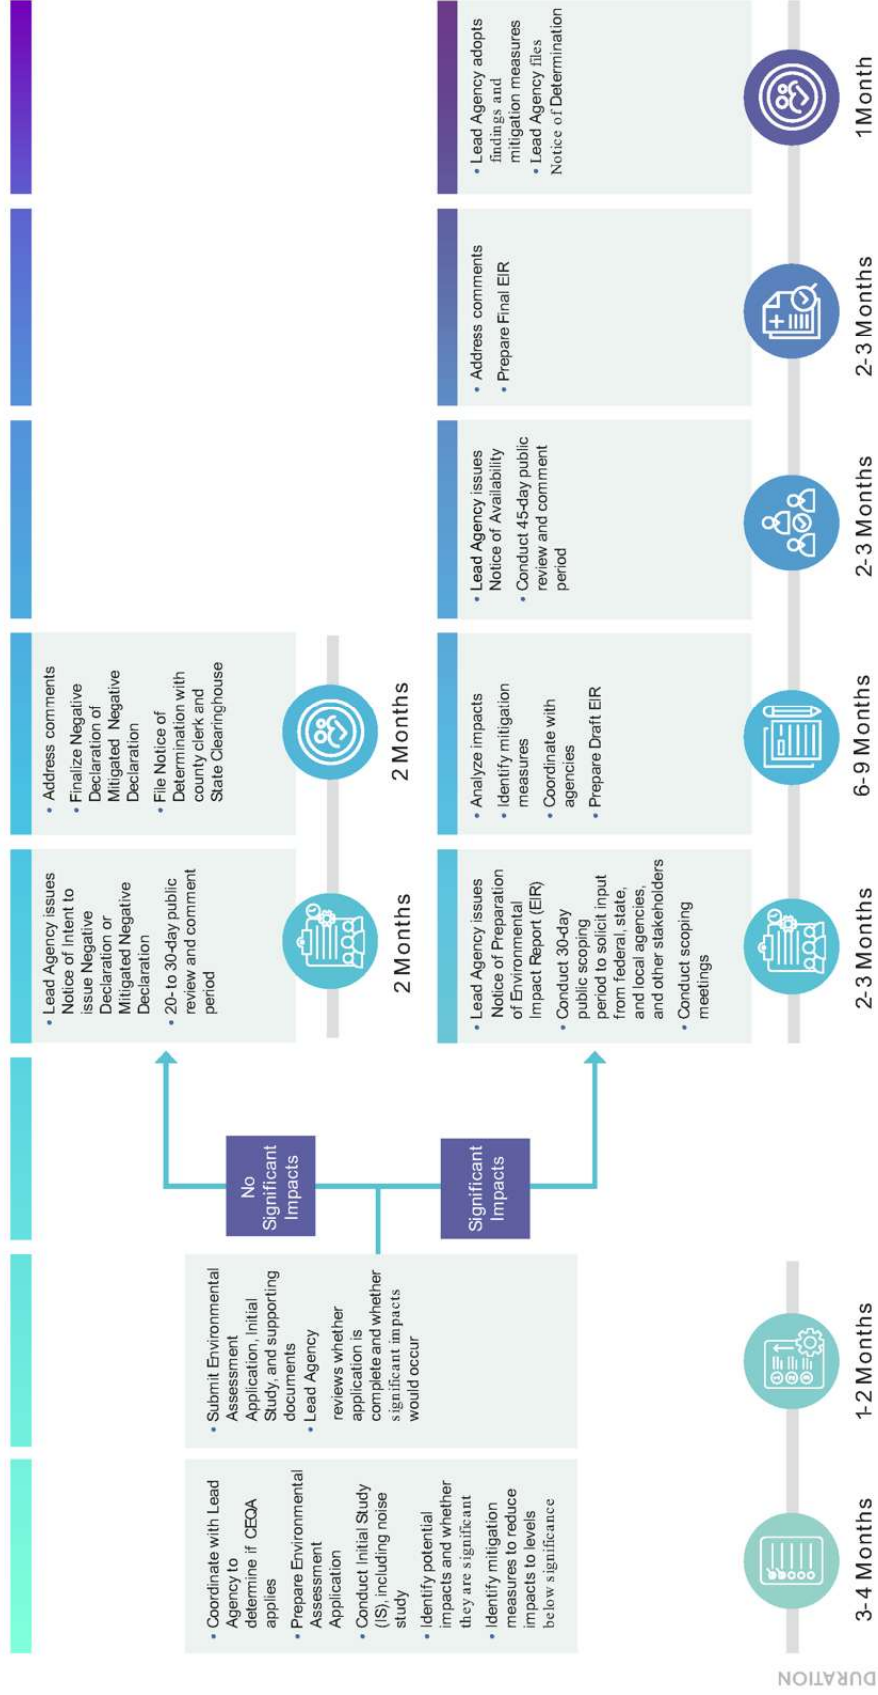 • Coordinate with Lead
Agency to
determine if CEQA
applies
• Prepare Environmental
Assessment
Application
• Conduct Initial Study
(IS), including noise
study
• Identify potential
impacts and whether
they are significant
• Identify mitigation
measures to reduce
impacts to levels
below significance
• Submit Environmental
Assessment
Application, Initial
Study, and supporting
documents
• Lead Agency
reviews whether
application is
complete and whether
significant impacts
would occur
No
Significant
Impacts
Significant
Impacts
• Lead Agency issues
Notice of Intent to
issue Negative
Declaration or
Mitigated Negative
Declaration
• 20- to 30-day public
review and comment
period
2 Months
• Address comments
• Finalize Negative
Declaration of
Mitigated Negative
Declaration
• File Notice of
Determination with
county clerk and
State Clearinghouse
2 Months
• Lead Agency issues
Notice of Preparation
of Environmental
Impact Report (EIR)
• Conduct 30-day
public scoping
period to solicit input
from federal, state,
and local agencies,
and other stakeholders
• Conduct scoping
meetings
• Analyze impacts
• Identify mitigation
measures
• Coordinate with
agencies
• Prepare Draft EIR
• Lead Agency issues
Notice of Availability
• Conduct 45-day public
review and comment
period
• Address comments
• Prepare Final EIR
• Lead Agency adopts
findings and
mitigation measures
• Lead Agency files
Notice of Determination
1 2 3
DURATION
3-4 Months
1-2 Months
2-3 Months
6-9 Months
2-3 Months
2-3 Months
1Month